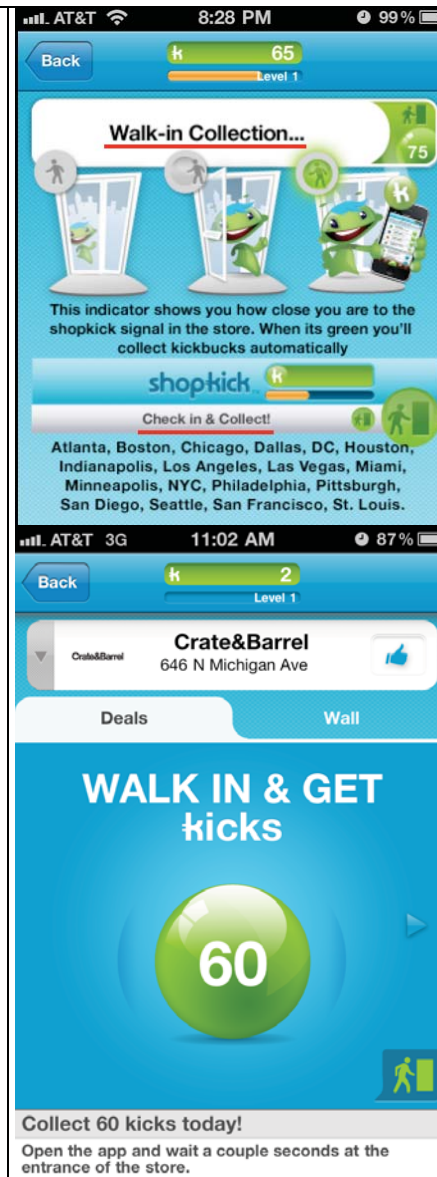 AT&T 8:28 PM 99%
Back k 65
Level 1
Walk-in Collection...
75
k
This indicator shows you how close you are to the
shopkick signal in the store. When its green you'll
collect kickbucks automatically
shopkick™ k
Check in & Collect!
Atlanta, Boston, Chicago, Dallas, DC, Houston,
Indianapolis, Los Angeles, Las Vegas, Miami,
Minneapolis, NYC, Philadelphia, Pittsburgh,
San Diego, Seattle, San Francisco, St. Louis.
AT&T 3G 11:02 AM 87%
Back k 2
Level 1
Crate&Barrel
Crate&Barrel
646 N Michigan Ave
Deals Wall
WALK IN & GET
kicks
60
Collect 60 kicks today!
Open the app and wait a couple seconds at the
entrance of the store.